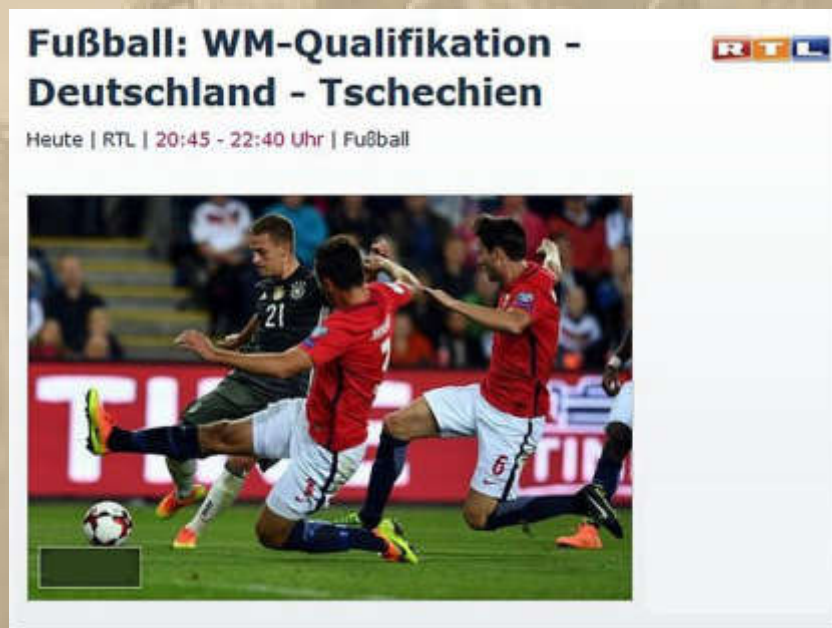 Fußball: WM-Qualifikation -
Deutschland - Tschechien
RTL
Heute | RTL | 20:45 - 22:40 Uhr | Fußball
21
6